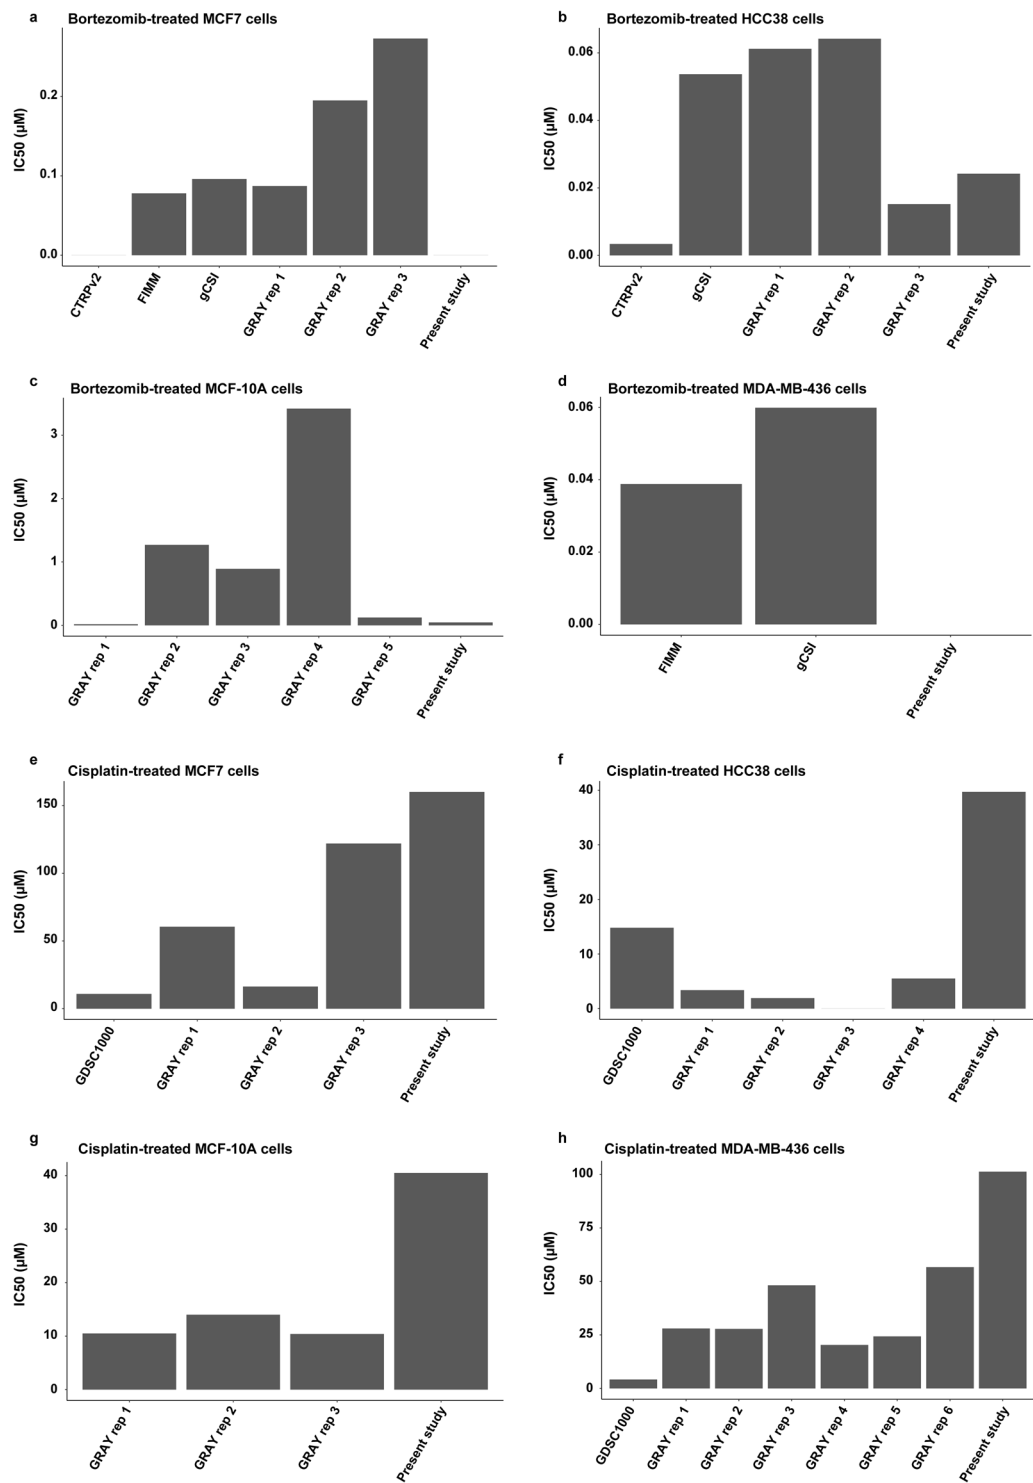 a Bortezomib-treated MCF7 cells
IC50 (µM)
0.2
0.1
0.0
CTRPv2
FIMM
gCSI
GRAY rep 1
GRAY rep 2
GRAY rep 3
Present study
b Bortezomib-treated HCC38 cells
IC50 (µM)
0.06
0.04
0.02
0.00
CTRPv2
gCSI
GRAY rep 1
GRAY rep 2
GRAY rep 3
Present study
c Bortezomib-treated MCF-10A cells
IC50 (µM)
3
2
1
0
GRAY rep 1
GRAY rep 2
GRAY rep 3
GRAY rep 4
GRAY rep 5
Present study
d Bortezomib-treated MDA-MB-436 cells
IC50 (µM)
0.06
0.04
0.02
0.00
FIMM
gCSI
Present study
e Cisplatin-treated MCF7 cells
IC50 (µM)
150
100
50
0
GDSC1000
GRAY rep 1
GRAY rep 2
GRAY rep 3
Present study
f Cisplatin-treated HCC38 cells
IC50 (µM)
40
30
20
10
0
GDSC1000
GRAY rep 1
GRAY rep 2
GRAY rep 3
GRAY rep 4
Present study
g Cisplatin-treated MCF-10A cells
IC50 (µM)
40
30
20
10
0
GRAY rep 1
GRAY rep 2
GRAY rep 3
Present study
h Cisplatin-treated MDA-MB-436 cells
IC50 (µM)
100
75
50
25
0
GDSC1000
GRAY rep 1
GRAY rep 2
GRAY rep 3
GRAY rep 4
GRAY rep 5
GRAY rep 6
Present study